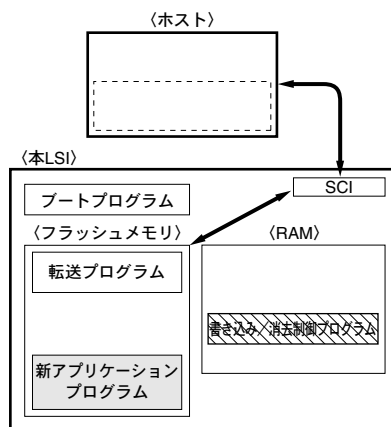 〈ホスト〉
〈本LSI〉
SCI
ブートプログラム
〈フラッシュメモリ〉
〈RAM〉
転送プログラム
書き込み／消去制御プログラム
新アプリケーション
プログラム